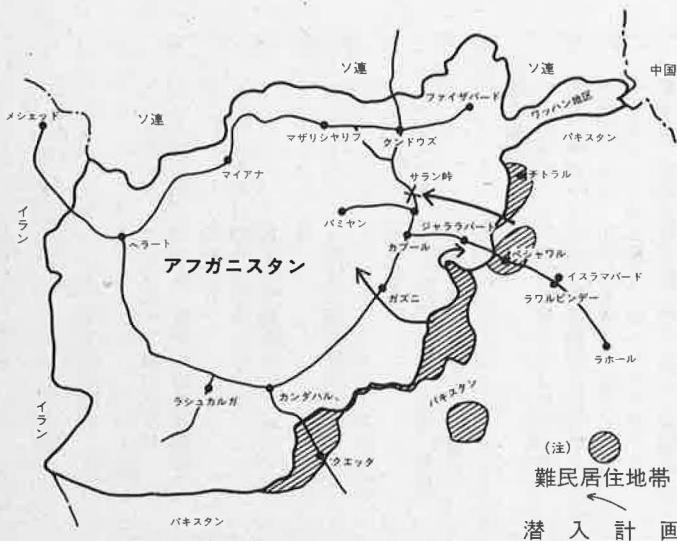 ソ連
ソ連
中国
ファイザバード
ワッハン地区
メシェッド
ソ連
マザリシャリフ
クンドウズ
パキスタン
マイアナ
サラン峠
チトラル
イラン
バミヤン
ジャララバート
ヘラート
カブール
ペシャワル
アフガニスタン
イスラマバード
ガズニ
ラワルピンデー
ラホール
イラン
ラシュカルガ
カンダハル
パキスタン
(注)
クエッタ
難民居住地帯
パキスタン
潜入計画